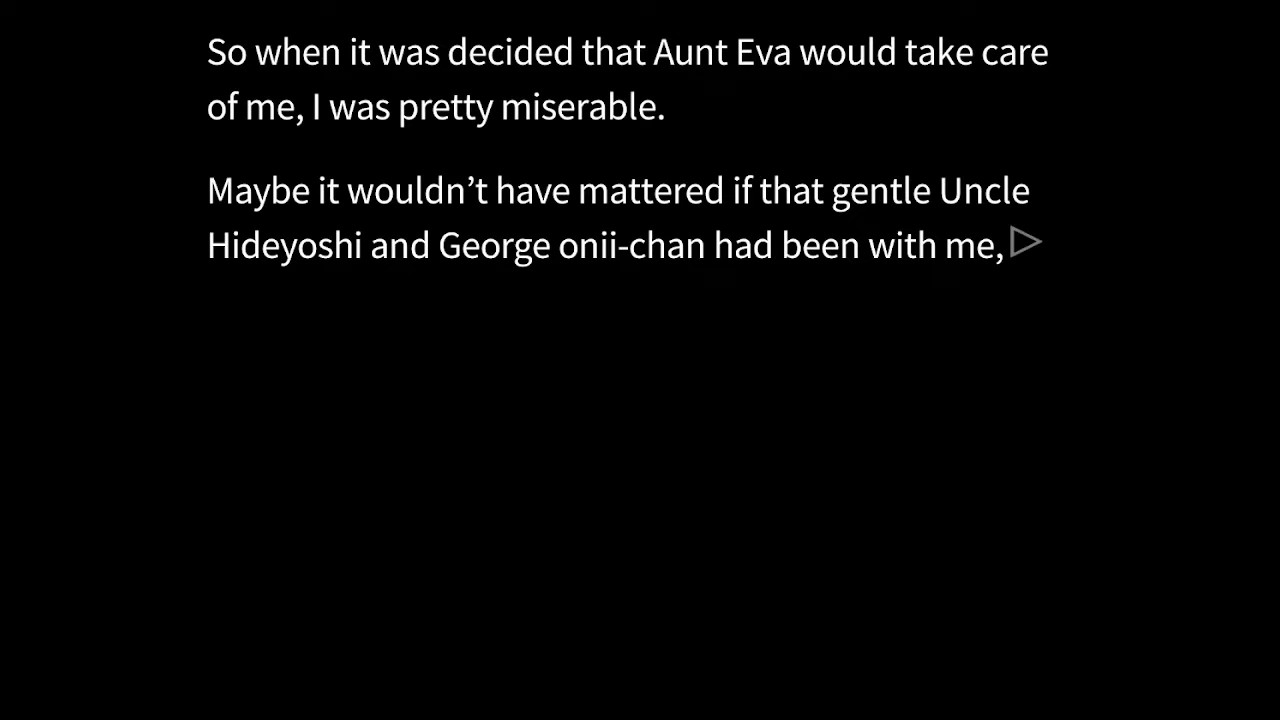 So when it was decided that Aunt Eva would take care
of me, I was pretty miserable.
Maybe it wouldn’t have mattered if that gentle Uncle
Hideyoshi and George onii-chan had been with me,